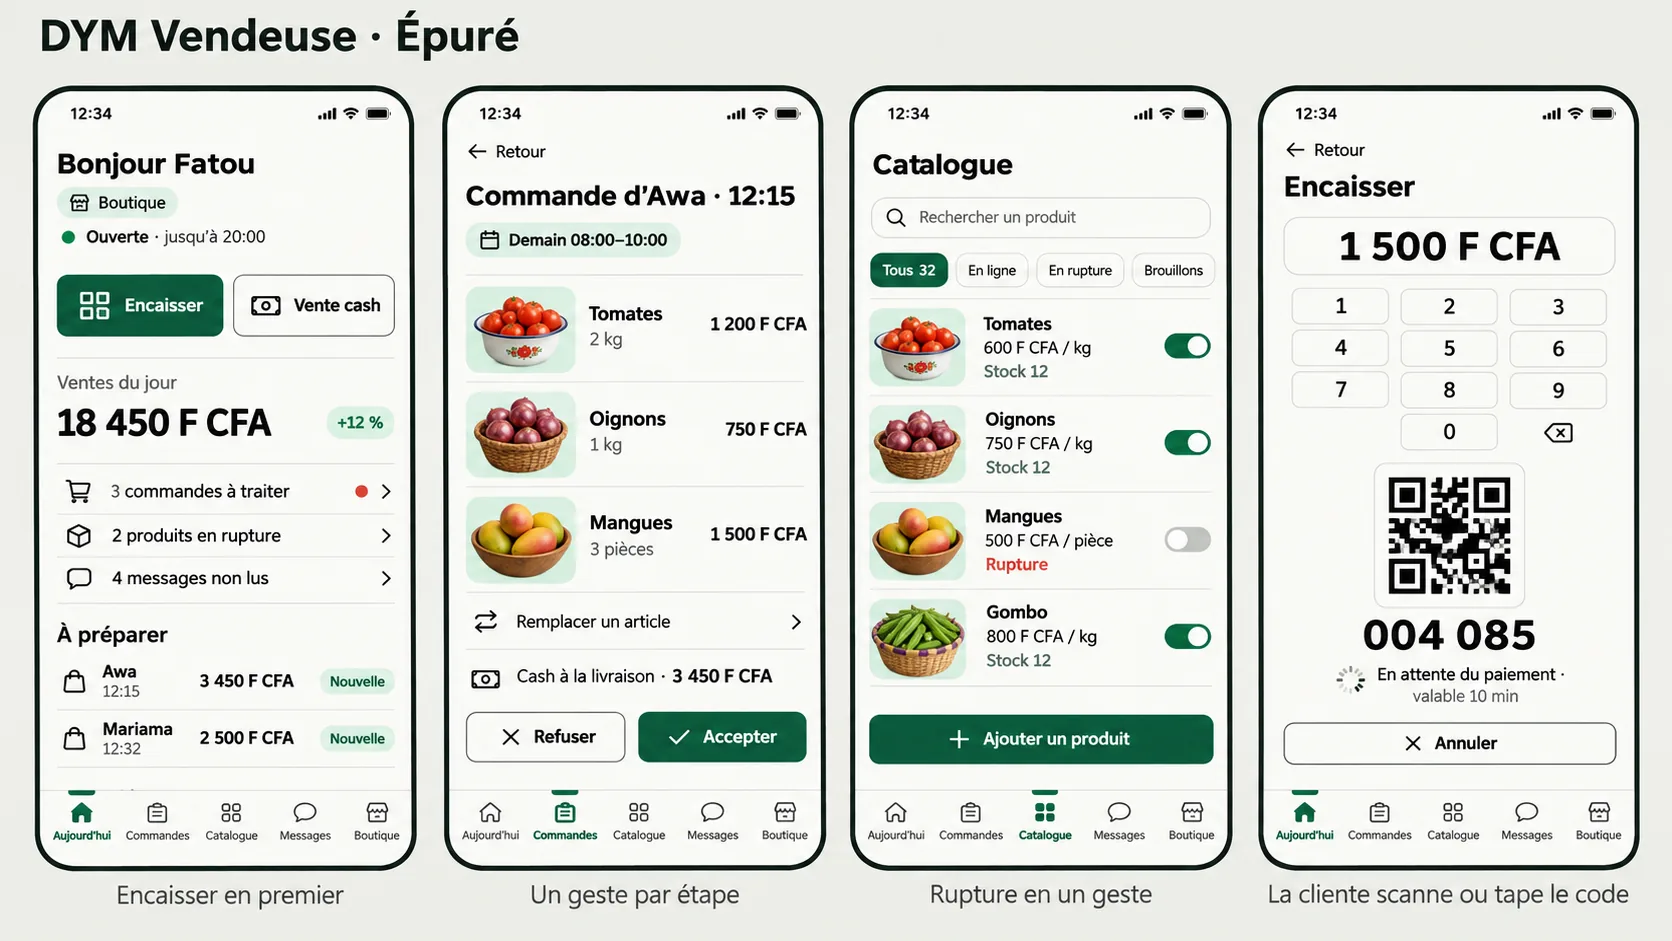 DYM Vendeuse · Épuré
12:34
Bonjour Fatou
Boutique
Ouverte · jusqu'à 20:00
Encaisser
Vente cash
Ventes du jour
18 450 F CFA
+12 %
3 commandes à traiter
2 produits en rupture
4 messages non lus
À préparer
Awa
12:15
3 450 F CFA
Nouvelle
Mariama
12:32
2 500 F CFA
Nouvelle
Aujourd'hui
Commandes
Catalogue
Messages
Boutique
Encaisser en premier
12:34
Retour
Commande d’Awa · 12:15
Demain 08:00–10:00
Tomates
2 kg
1 200 F CFA
Oignons
1 kg
750 F CFA
Mangues
3 pièces
1 500 F CFA
Remplacer un article
Cash à la livraison · 3 450 F CFA
Refuser
Accepter
Aujourd'hui
Commandes
Catalogue
Messages
Boutique
Un geste par étape
12:34
Catalogue
Rechercher un produit
Tous 32
En ligne
En rupture
Brouillons
Tomates
600 F CFA / kg
Stock 12
Oignons
750 F CFA / kg
Stock 12
Mangues
500 F CFA / pièce
Rupture
Gombo
800 F CFA / kg
Stock 12
Ajouter un produit
Aujourd'hui
Commandes
Catalogue
Messages
Boutique
Rupture en un geste
12:34
Retour
Encaisser
1 500 F CFA
1
2
3
4
5
6
7
8
9
0
004 085
En attente du paiement ·
valable 10 min
Annuler
Aujourd'hui
Commandes
Catalogue
Messages
Boutique
La cliente scanne ou tape le code